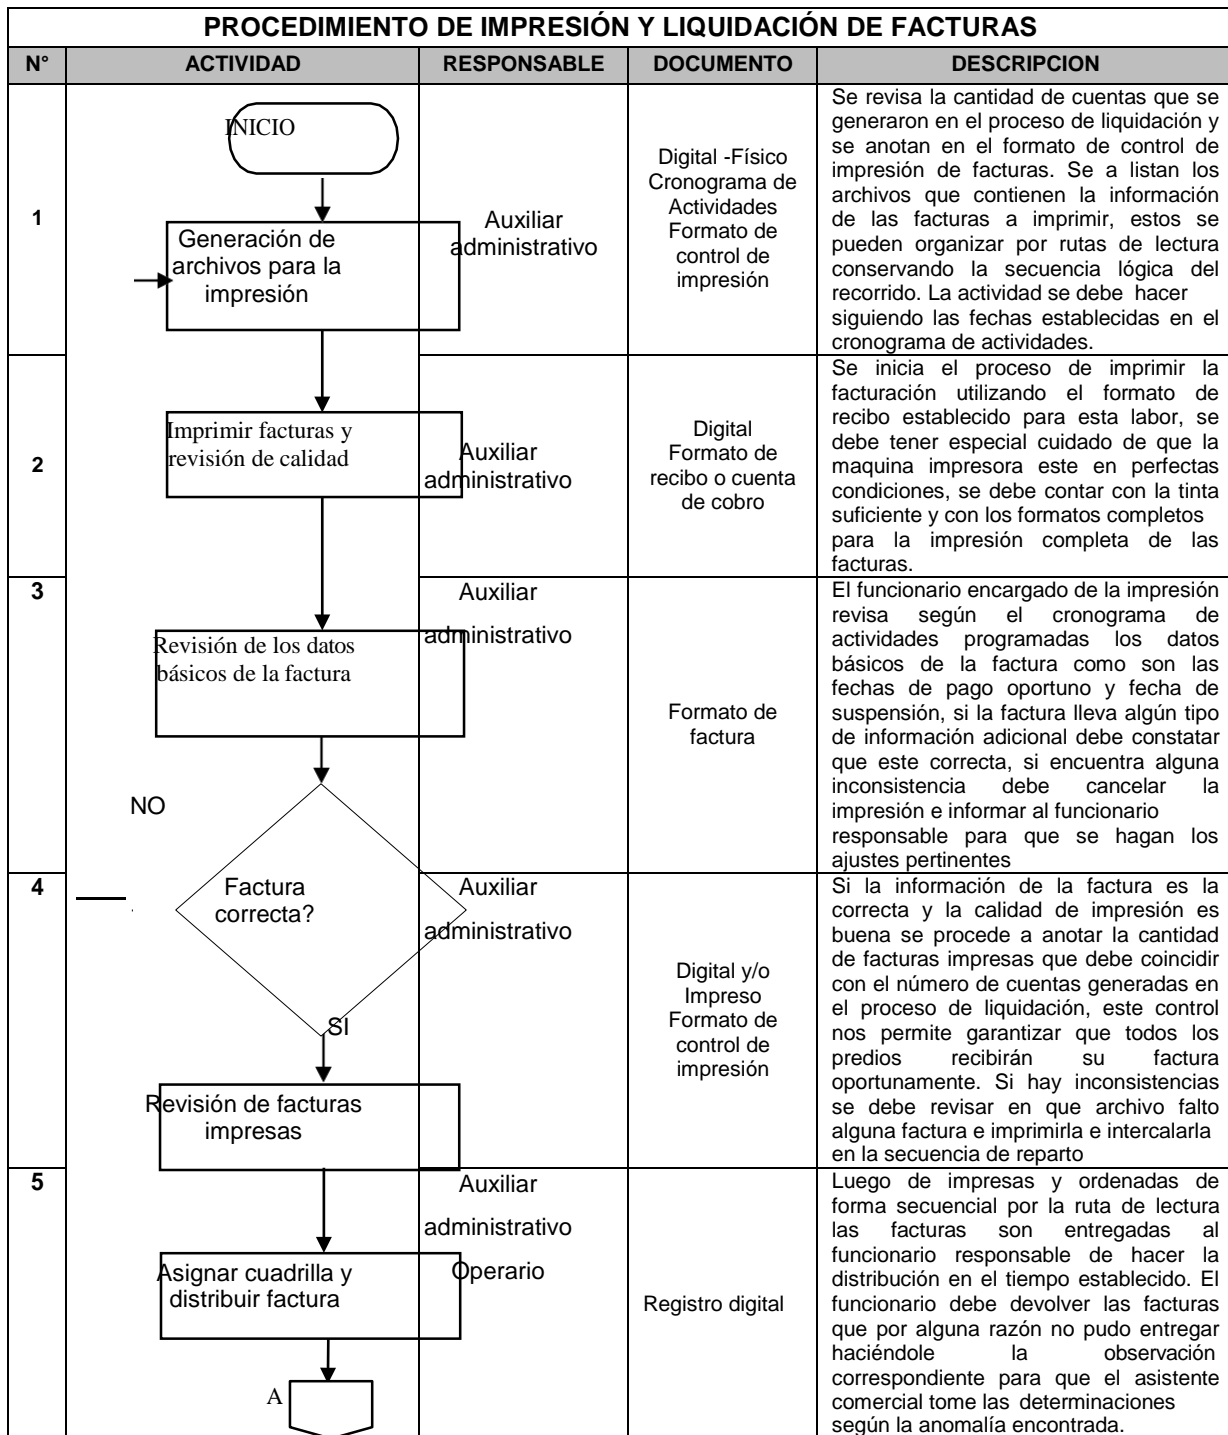 PROCEDIMIENTO DE IMPRESIÓN Y LIQUIDACIÓN DE FACTURAS
N°
ACTIVIDAD
RESPONSABLE
DOCUMENTO
DESCRIPCION
1
INICIO
Generación de
archivos para la
impresión
Auxiliar
administrativo
Digital -Físico
Cronograma de
Actividades
Formato de
control de
impresión
Se revisa la cantidad de cuentas que se
generaron en el proceso de liquidación y
se anotan en el formato de control de
impresión de facturas. Se a listan los
archivos que contienen la información
de las facturas a imprimir, estos se
pueden organizar por rutas de lectura
conservando la secuencia lógica del
recorrido. La actividad se debe hacer
siguiendo las fechas establecidas en el
cronograma de actividades.
2
Imprimir facturas y
revisión de calidad
Auxiliar
administrativo
Digital
Formato de
recibo o cuenta
de cobro
Se inicia el proceso de imprimir la
facturación utilizando el formato de
recibo establecido para esta labor, se
debe tener especial cuidado de que la
maquina impresora este en perfectas
condiciones, se debe contar con la tinta
suficiente y con los formatos completos
para la impresión completa de las
facturas.
3
Revisión de los datos
básicos de la factura
Auxiliar
administrativo
Formato de
factura
El funcionario encargado de la impresión
revisa según el cronograma de
actividades programadas los datos
básicos de la factura como son las
fechas de pago oportuno y fecha de
suspensión, si la factura lleva algún tipo
de información adicional debe constatar
que este correcta, si encuentra alguna
inconsistencia debe cancelar la
impresión e informar al funcionario
responsable para que se hagan los
ajustes pertinentes
NO
4
Factura
correcta?
SI
Revisión de facturas
impresas
Auxiliar
administrativo
Digital y/o
Impreso
Formato de
control de
impresión
Si la información de la factura es la
correcta y la calidad de impresión es
buena se procede a anotar la cantidad
de facturas impresas que debe coincidir
con el número de cuentas generadas en
el proceso de liquidación, este control
nos permite garantizar que todos los
predios recibirán su factura
oportunamente. Si hay inconsistencias
se debe revisar en que archivo falto
alguna factura e imprimirla e intercalarla
en la secuencia de reparto
5
Asignar cuadrilla y
distribuir factura
A
Auxiliar
administrativo
Operario
Registro digital
Luego de impresas y ordenadas de
forma secuencial por la ruta de lectura
las facturas son entregadas al
funcionario responsable de hacer la
distribución en el tiempo establecido. El
funcionario debe devolver las facturas
que por alguna razón no pudo entregar
haciéndole la observación
correspondiente para que el asistente
comercial tome las determinaciones
según la anomalía encontrada.